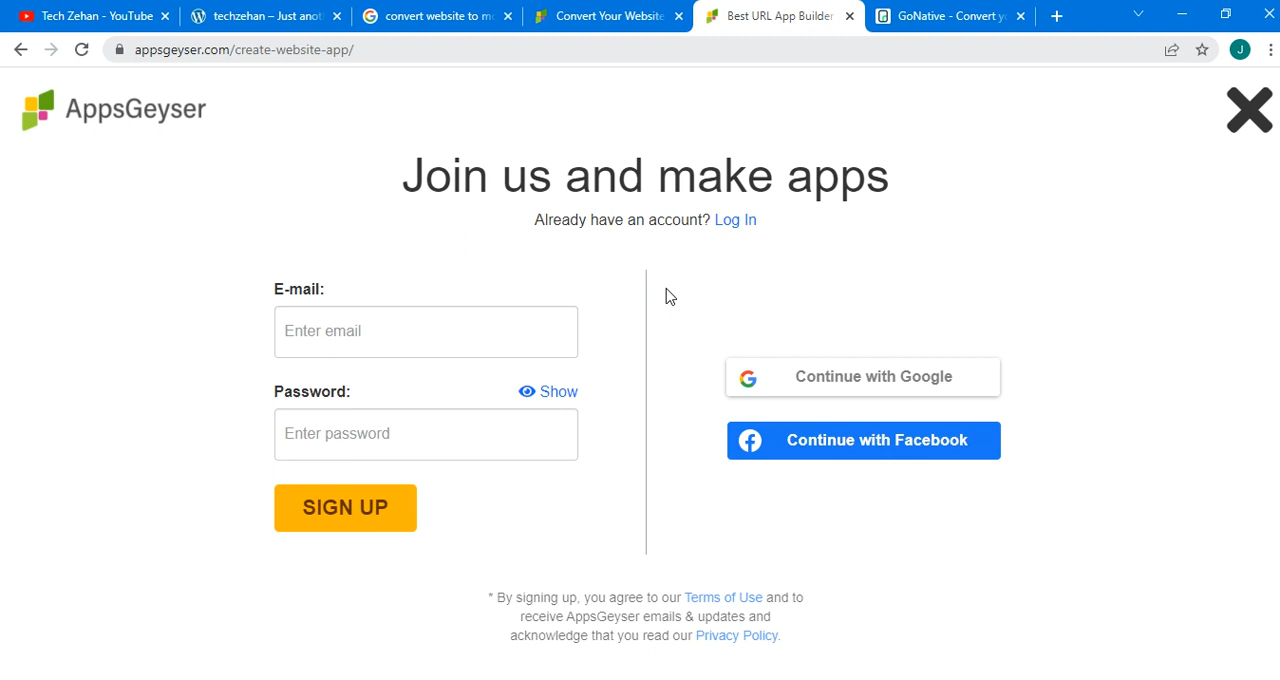 Tech Zehan - YouTube
techzehan – Just anot
convert website to mo
Convert Your Website
Best URL App Builder
GoNative - Convert yo
appsgeyser.com/create-website-app/
J
AppsGeyser
Join us and make apps
Already have an account? Log In
E-mail:
Enter email
Password:
Show
Enter password
SIGN UP
Continue with Google
Continue with Facebook
* By signing up, you agree to our Terms of Use and to
receive AppsGeyser emails & updates and
acknowledge that you read our Privacy Policy.